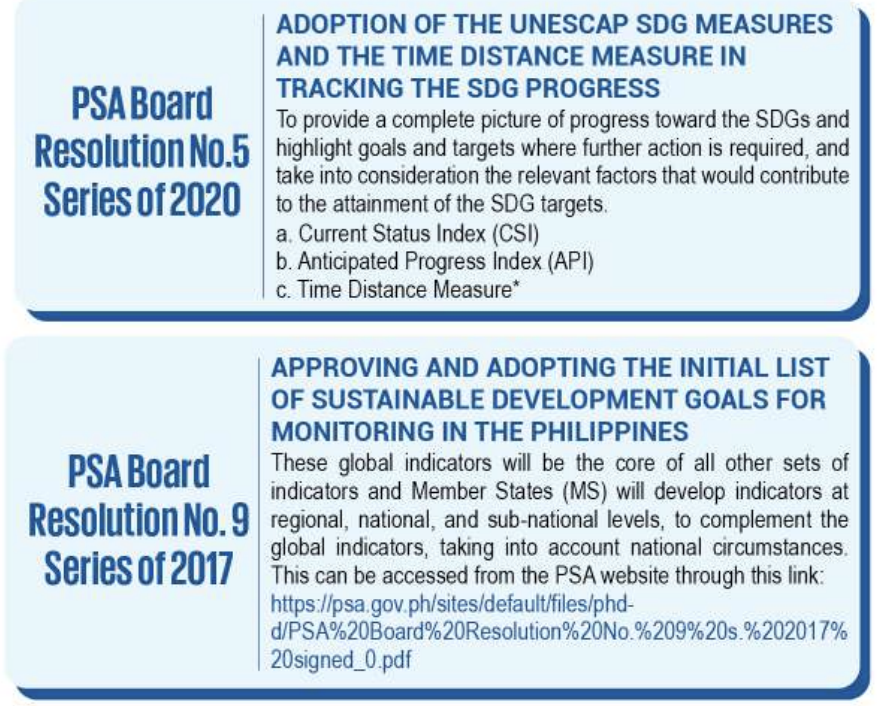 PSA Board
Resolution No.5
Series of 2020
ADOPTION OF THE UNESCAP SDG MEASURES
AND THE TIME DISTANCE MEASURE IN
TRACKING THE SDG PROGRESS
To provide a complete picture of progress toward the SDGs and
highlight goals and targets where further action is required, and
take into consideration the relevant factors that would contribute
to the attainment of the SDG targets.
a. Current Status Index (CSI)
b. Anticipated Progress Index (API)
c. Time Distance Measure*
PSA Board
Resolution No. 9
Series of 2017
APPROVING AND ADOPTING THE INITIAL LIST
OF SUSTAINABLE DEVELOPMENT GOALS FOR
MONITORING IN THE PHILIPPINES
These global indicators will be the core of all other sets of
indicators and Member States (MS) will develop indicators at
regional, national, and sub-national levels, to complement the
global indicators, taking into account national circumstances.
This can be accessed from the PSA website through this link:
https://psa.gov.ph/sites/default/files/phd-
d/PSA%20Board%20Resolution%20No.%209%20s.%202017%
20signed_0.pdf